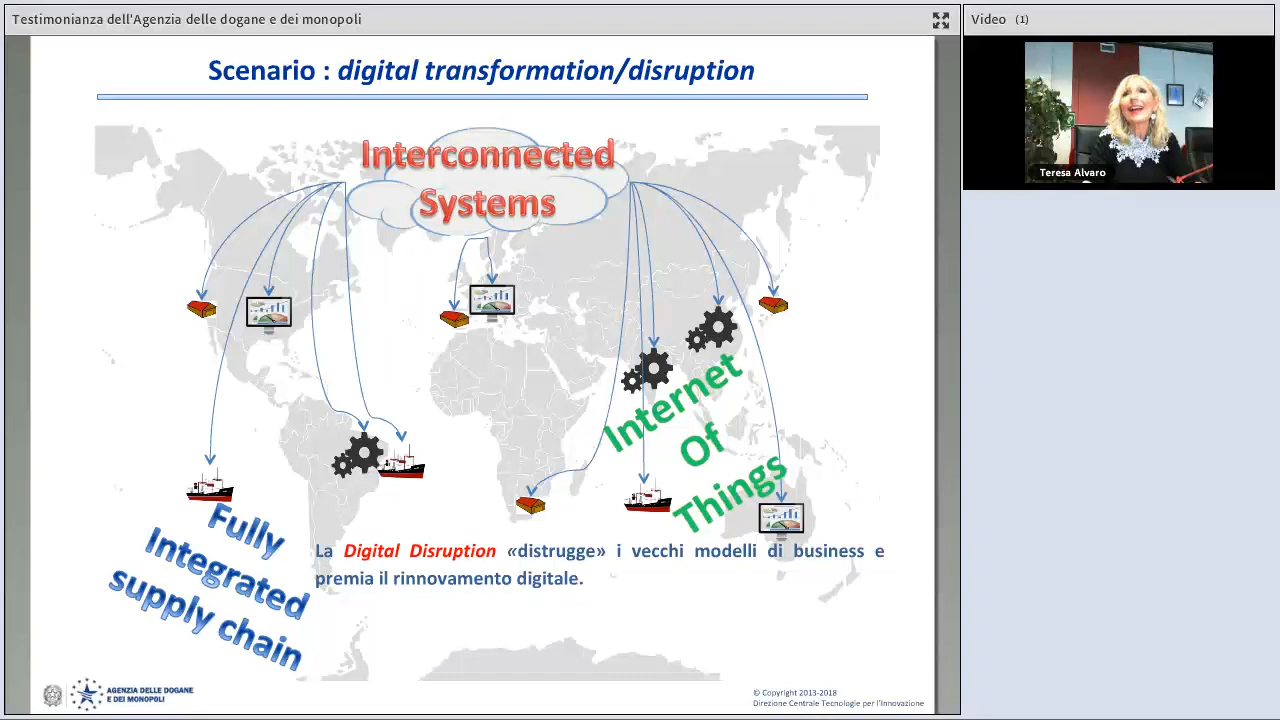 Testimonianza dell'Agenzia delle dogane e dei monopoli
Video (1)
Teresa Alvaro
Scenario : digital transformation/disruption
Interconnected
Systems
Internet
Of
Things
Fully
Integrated
supply chain
La Digital Disruption «distrugge» i vecchi modelli di business e
premia il rinnovamento digitale.
AGENZIA DELLE DOGANE
E DEI MONOPOLI
© Copyright 2013-2018
Direzione Centrale Tecnologie per l'Innovazione